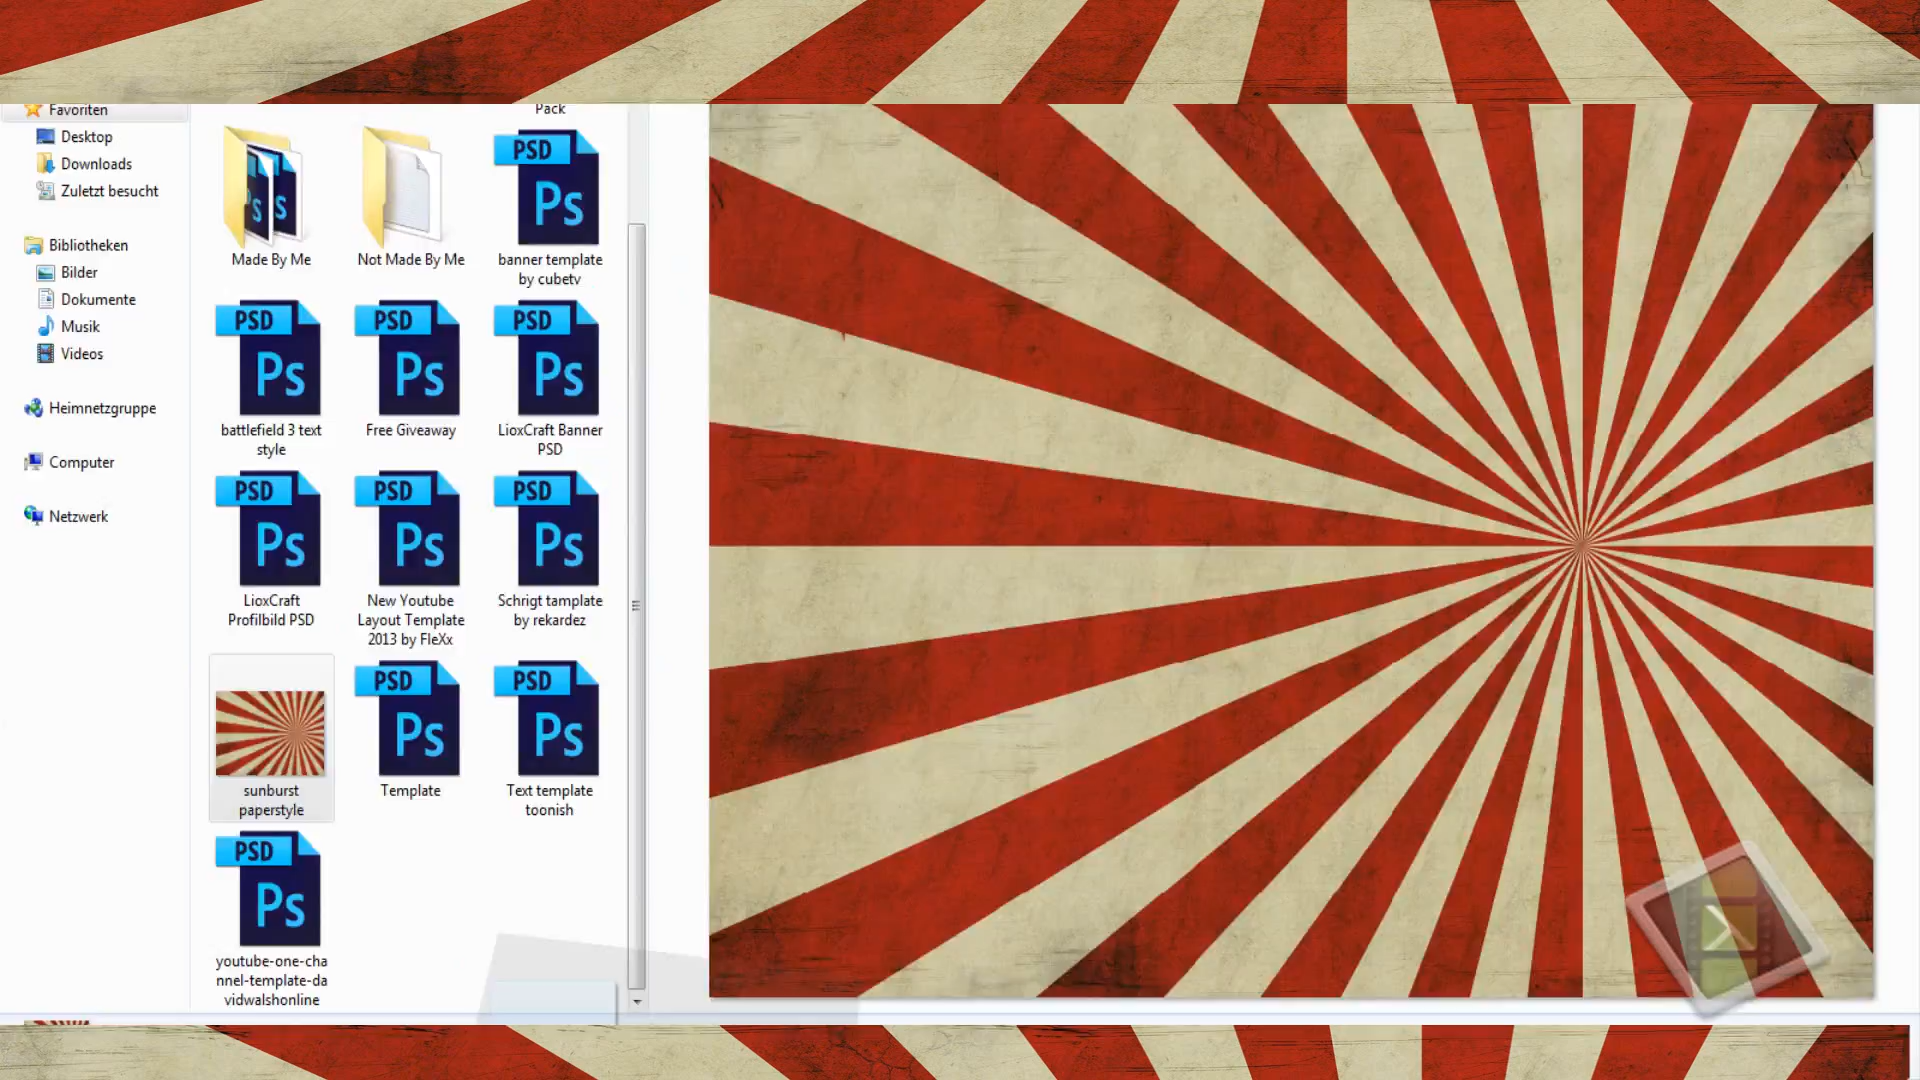 Favoriten
Desktop
Downloads
Zuletzt besucht
Bibliotheken
Bilder
Dokumente
Musik
Videos
Heimnetzgruppe
Computer
Netzwerk
Pack
Made By Me
Not Made By Me
PSD
Ps
banner template
by cubetv
PSD
Ps
battlefield 3 text
style
PSD
Ps
Free Giveaway
PSD
Ps
LioxCraft Banner
PSD
PSD
Ps
LioxCraft
Profilbild PSD
PSD
Ps
New Youtube
Layout Template
2013 by FleXx
PSD
Ps
Schrigt tamplate
by rekardez
sunburst
paperstyle
PSD
Ps
Template
PSD
Ps
Text template
toonish
PSD
Ps
youtube-one-cha
nnel-template-da
vidwalshonline